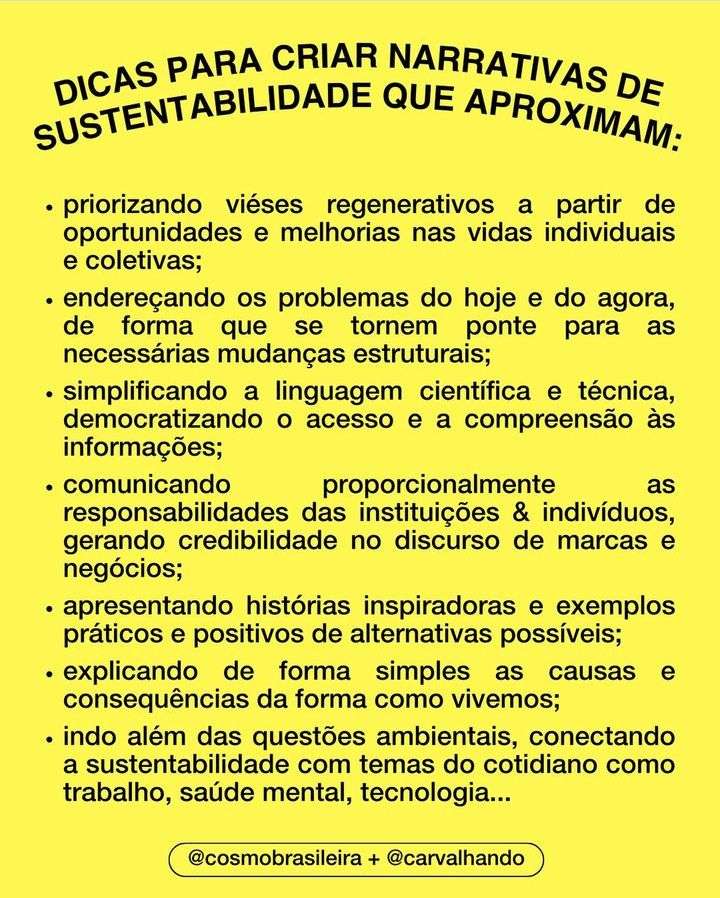 DICAS PARA CRIAR NARRATIVAS DE
SUSTENTABILIDADE QUE APROXIMAM:
• priorizando viéses regenerativos a partir de
oportunidades e melhorias nas vidas individuais
e coletivas;
• endereçando os problemas do hoje e do agora,
de forma que se tornem ponte para as
necessárias mudanças estruturais;
• simplificando a linguagem científica e técnica,
democratizando o acesso e a compreensão às
informações;
• comunicando proporcionalmente as
responsabilidades das instituições & indivíduos,
gerando credibilidade no discurso de marcas e
negócios;
• apresentando histórias inspiradoras e exemplos
práticos e positivos de alternativas possíveis;
• explicando de forma simples as causas e
consequências da forma como vivemos;
• indo além das questões ambientais, conectando
a sustentabilidade com temas do cotidiano como
trabalho, saúde mental, tecnologia...
@cosmobrasileira + @carvalhando